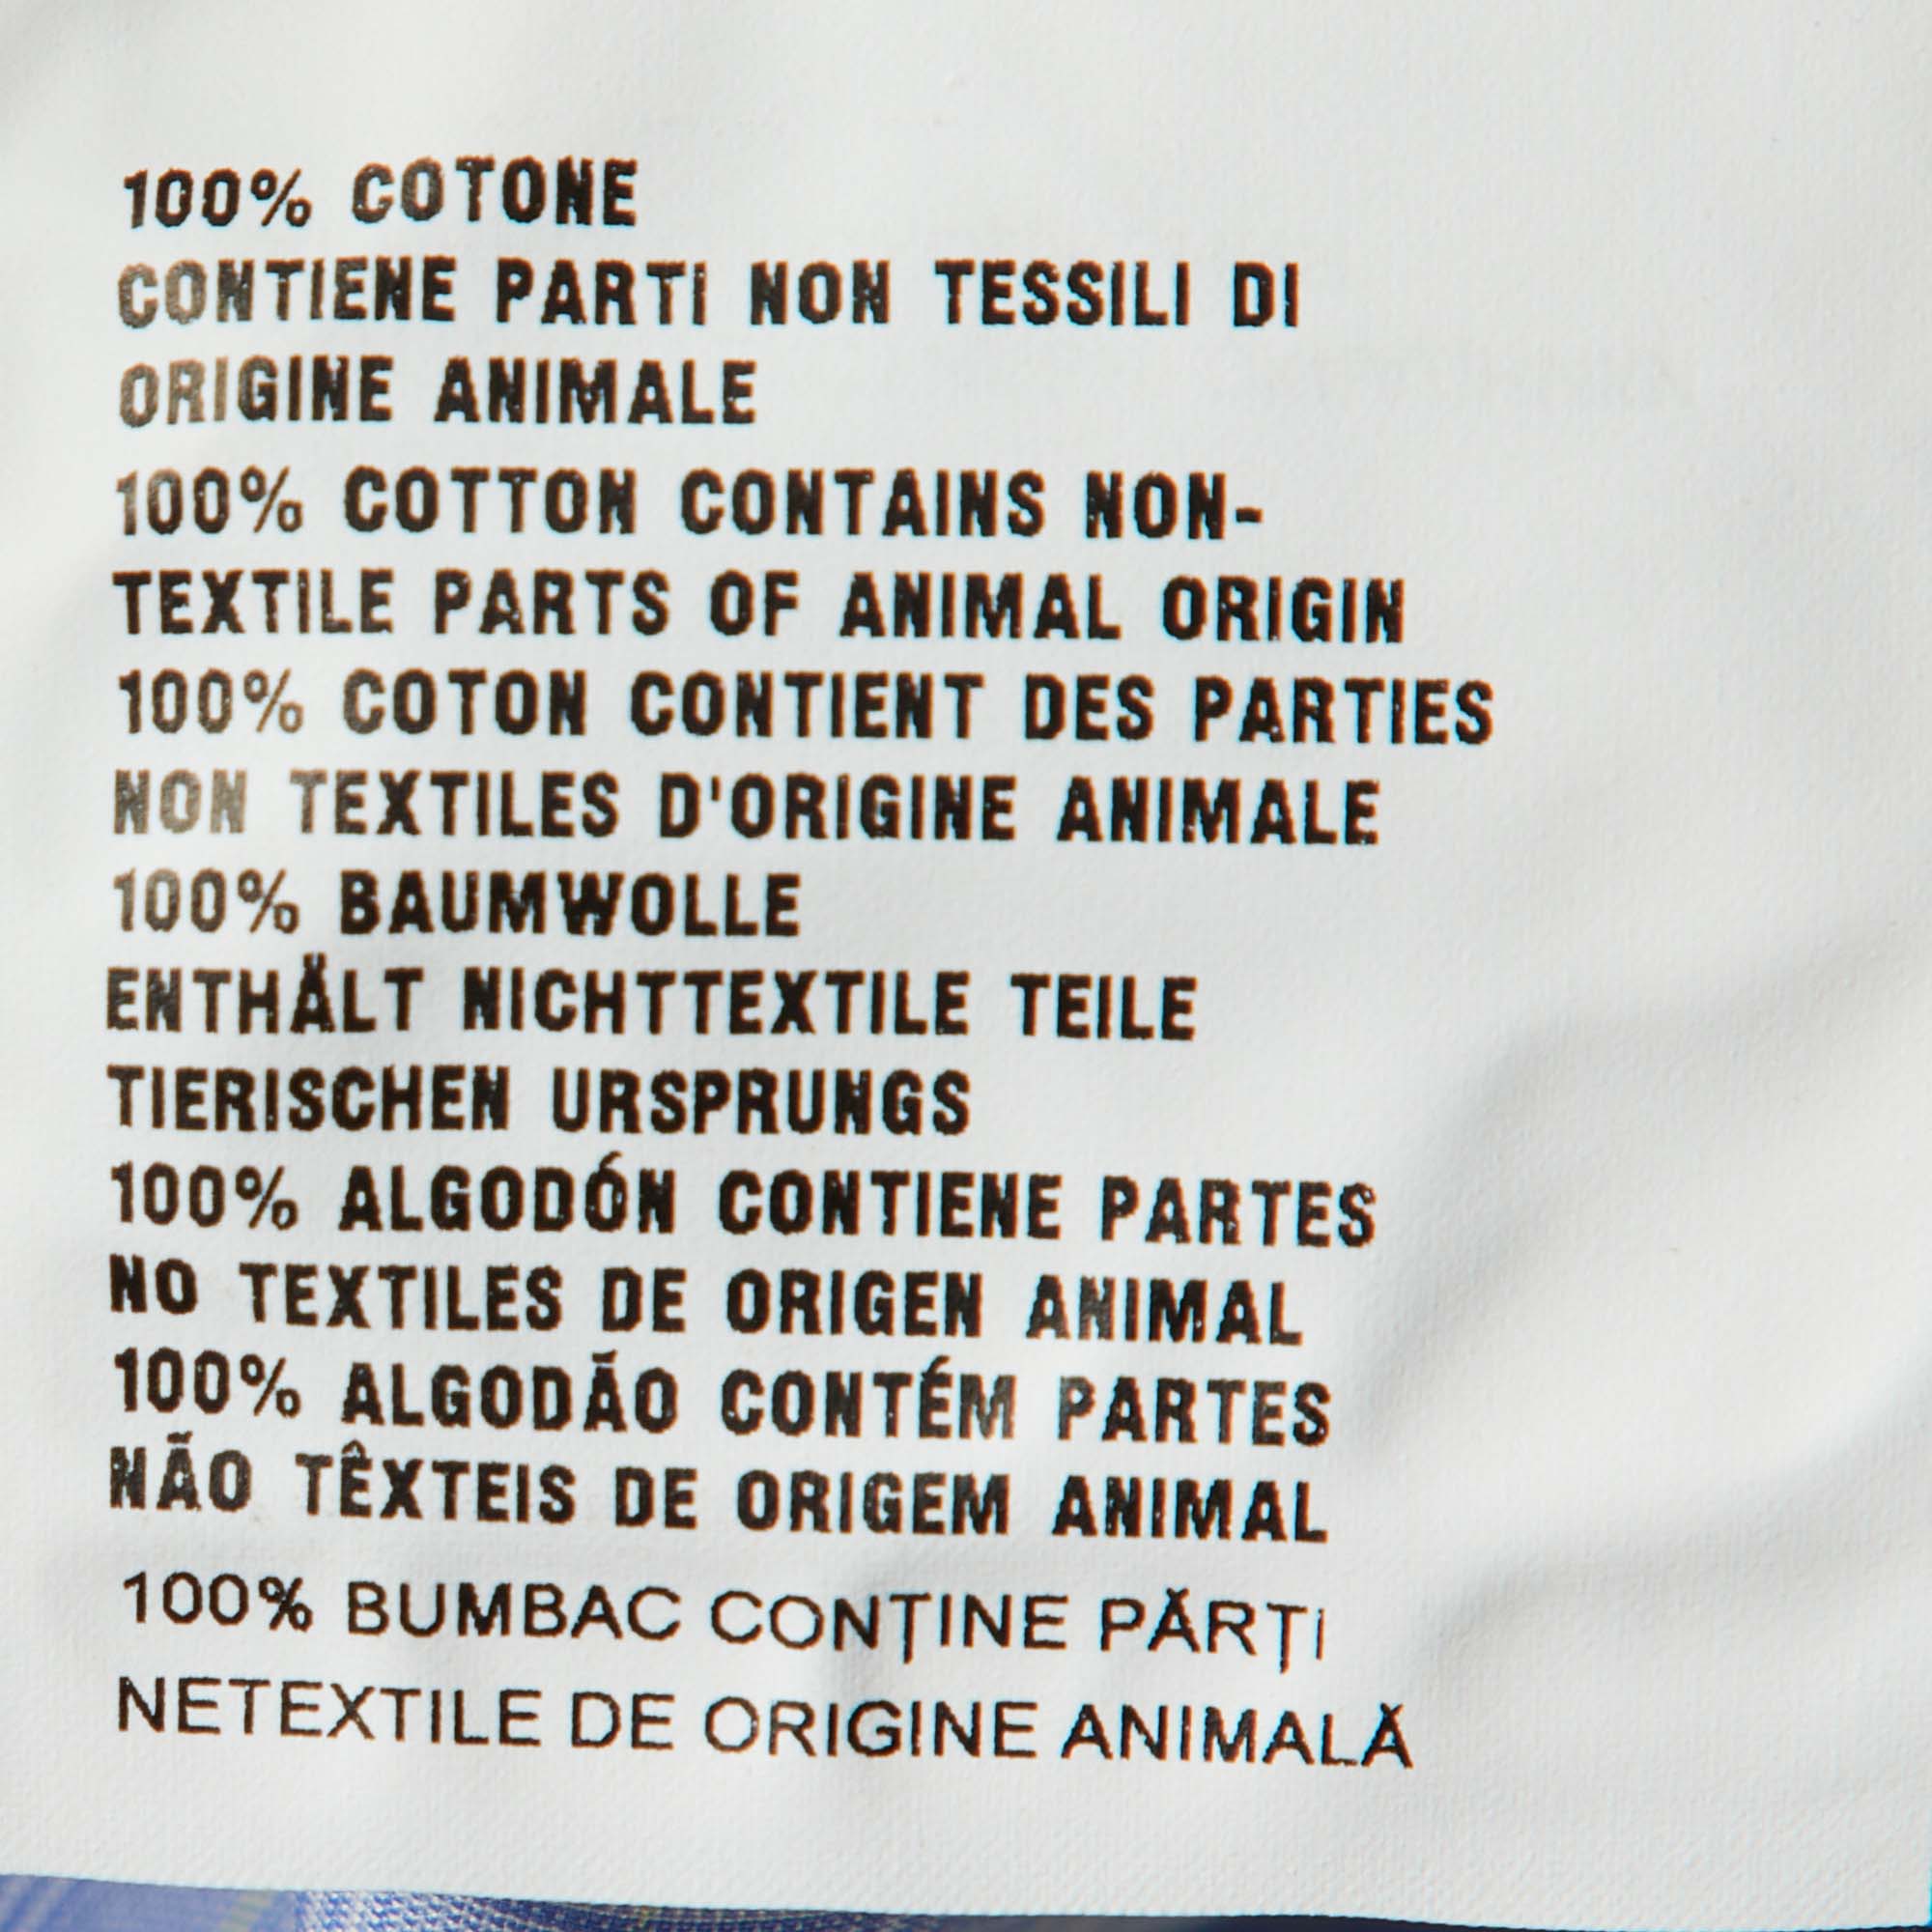 100% COTONE
CONTIENE PARTI NON TESSILI DI
ORIGINE ANIMALE
100% COTTON CONTAINS NON-
TEXTILE PARTS OF ANIMAL ORIGIN
100% COTON CONTIENT DES PARTIES
NON TEXTILES D'ORIGINE ANIMALE
100% BAUMWOLLE
ENTHÄLT NICHTTEXTILE TEILE
TIERISCHEN URSPRUNGS
100% ALGODÓN CONTIENE PARTES
NO TEXTILES DE ORIGEN ANIMAL
100% ALGODÃO CONTÉM PARTES
NÃO TÊXTEIS DE ORIGEM ANIMAL
100% BUMBAC CONȚINE PĂRȚI
NETEXTILE DE ORIGINE ANIMALĂ